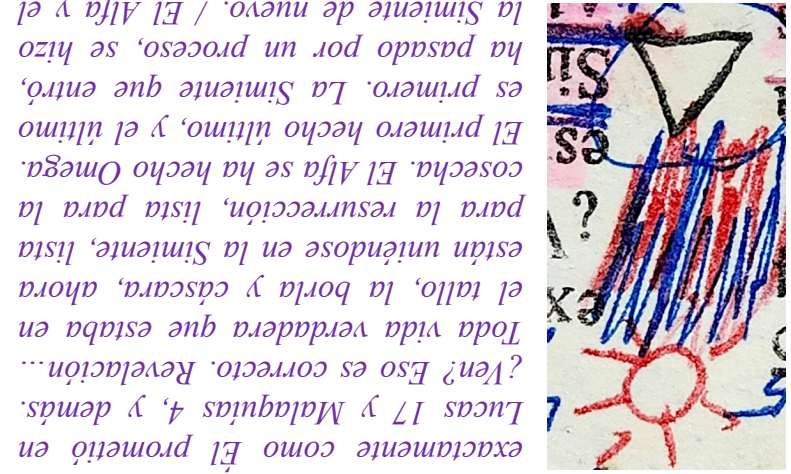 exactamente como Él prometió en
Lucas 17 y Malaquías 4, y demás.
¿Ven? Eso es correcto. Revelación...
Toda vida verdadera que estaba en
el tallo, la borla y cáscara, ahora
están uniéndose en la Simiente, lista
para la resurrección, lista para la
cosecha. El Alfa se ha hecho Omega.
El primero hecho último, y el último
es primero. La Simiente que entró,
ha pasado por un proceso, se hizo
la Simiente de nuevo. / El Alfa y el